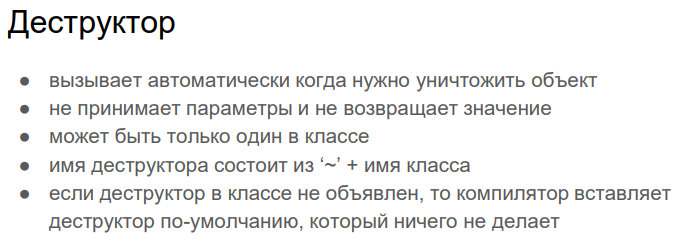 Деструктор
● вызывает автоматически когда нужно уничтожить объект
● не принимает параметры и не возвращает значение
● может быть только один в классе
● имя деструктора состоит из ‘~’ + имя класса
● если деструктор в классе не объявлен, то компилятор вставляет
деструктор по-умолчанию, который ничего не делает